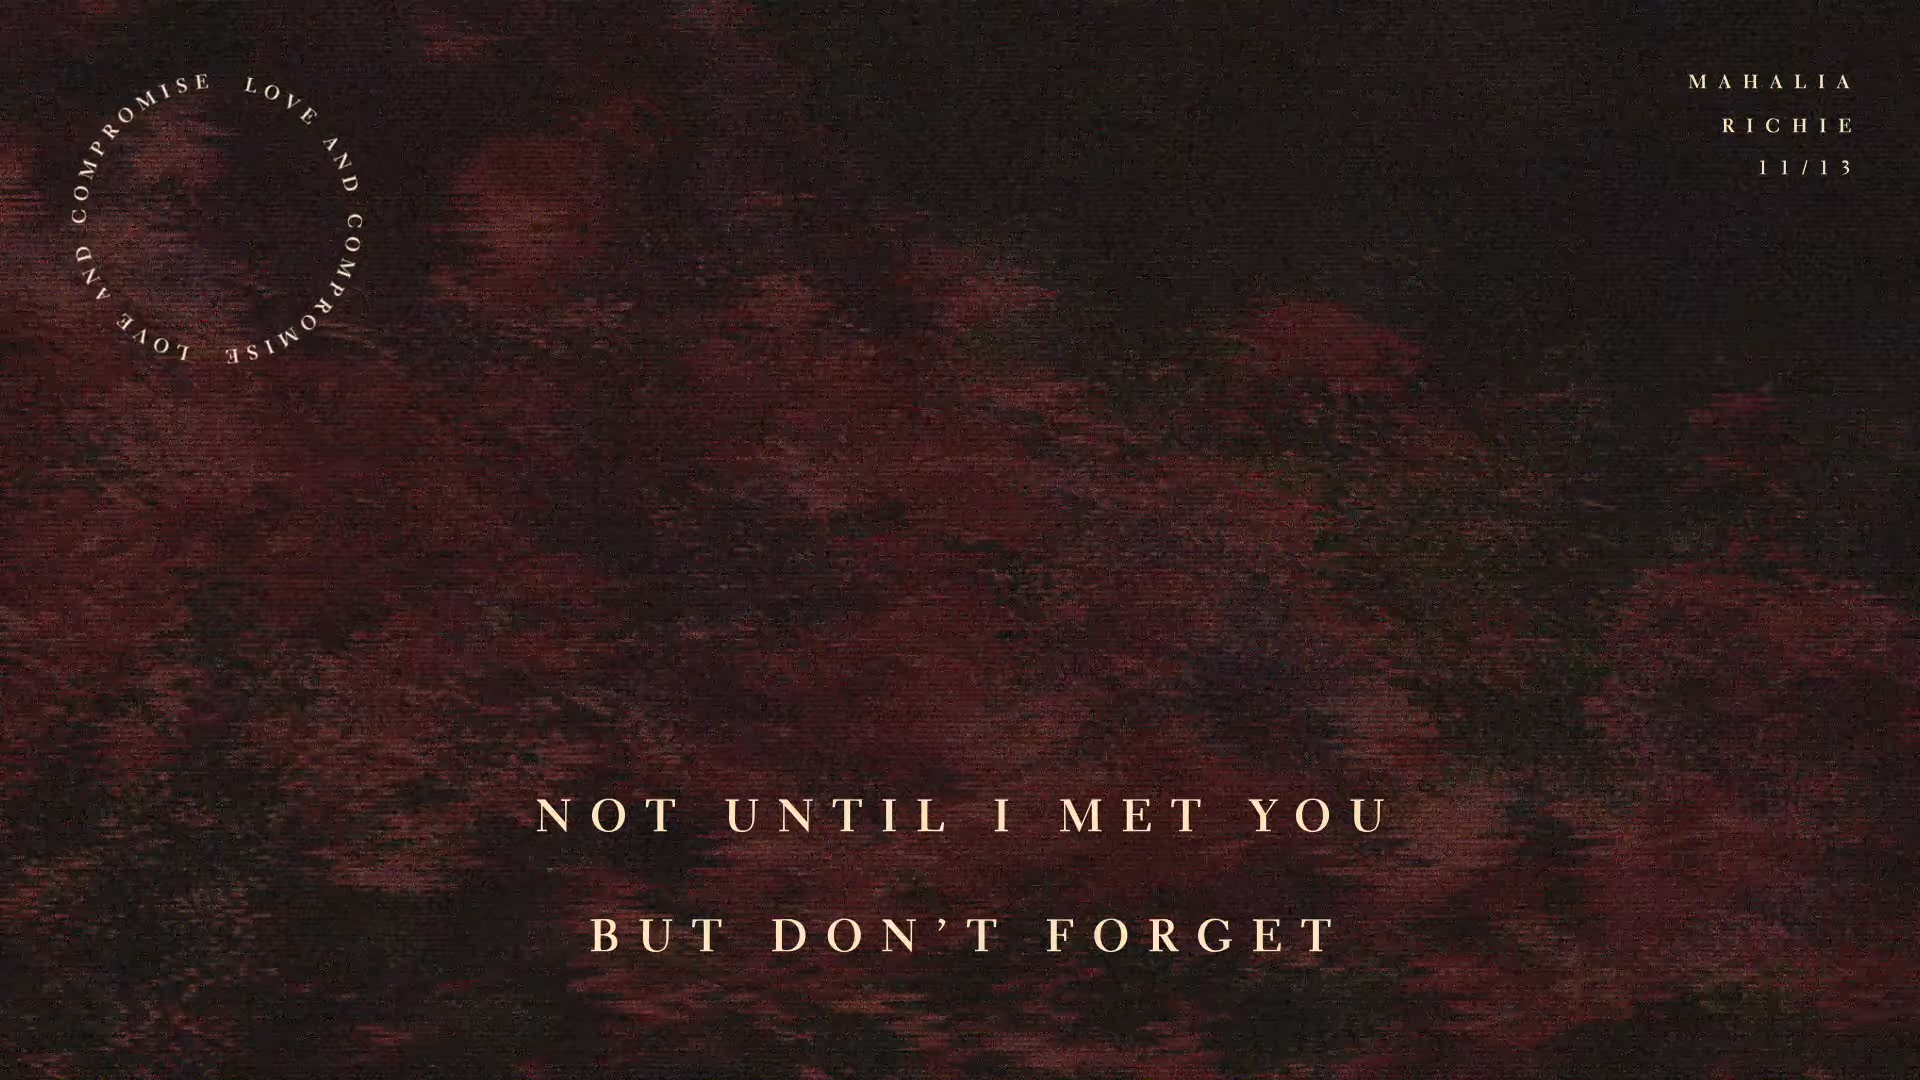 LOVE AND COMPROMISE LOVE AND COMPROMISE
MAHALIA
RICHIE
11/13
NOT UNTIL I MET YOU
BUT DON’T FORGET